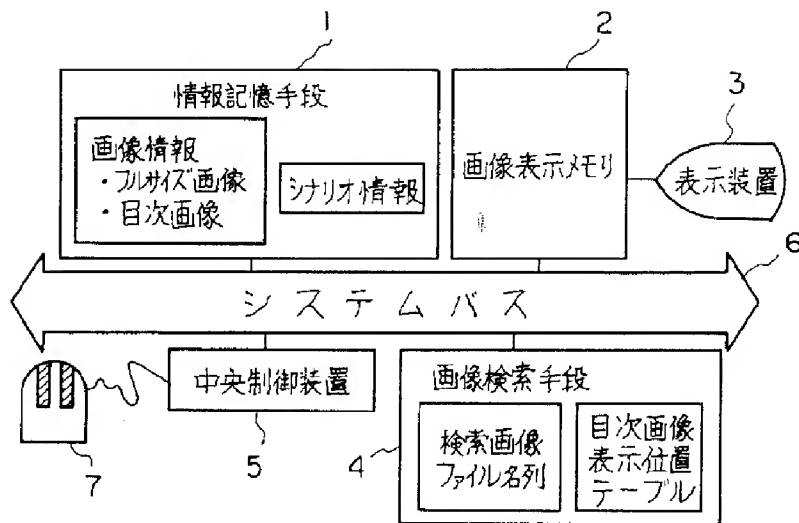 1
2
情報記憶手段
画像情報
・フルサイズ画像
・目次画像
シナリオ情報
画像表示メモリ
3
表示装置
6
システムバス
中央制御装置
7
5
4
画像検索手段
検索画像
ファイル名列
目次画像
表示位置
テーブル